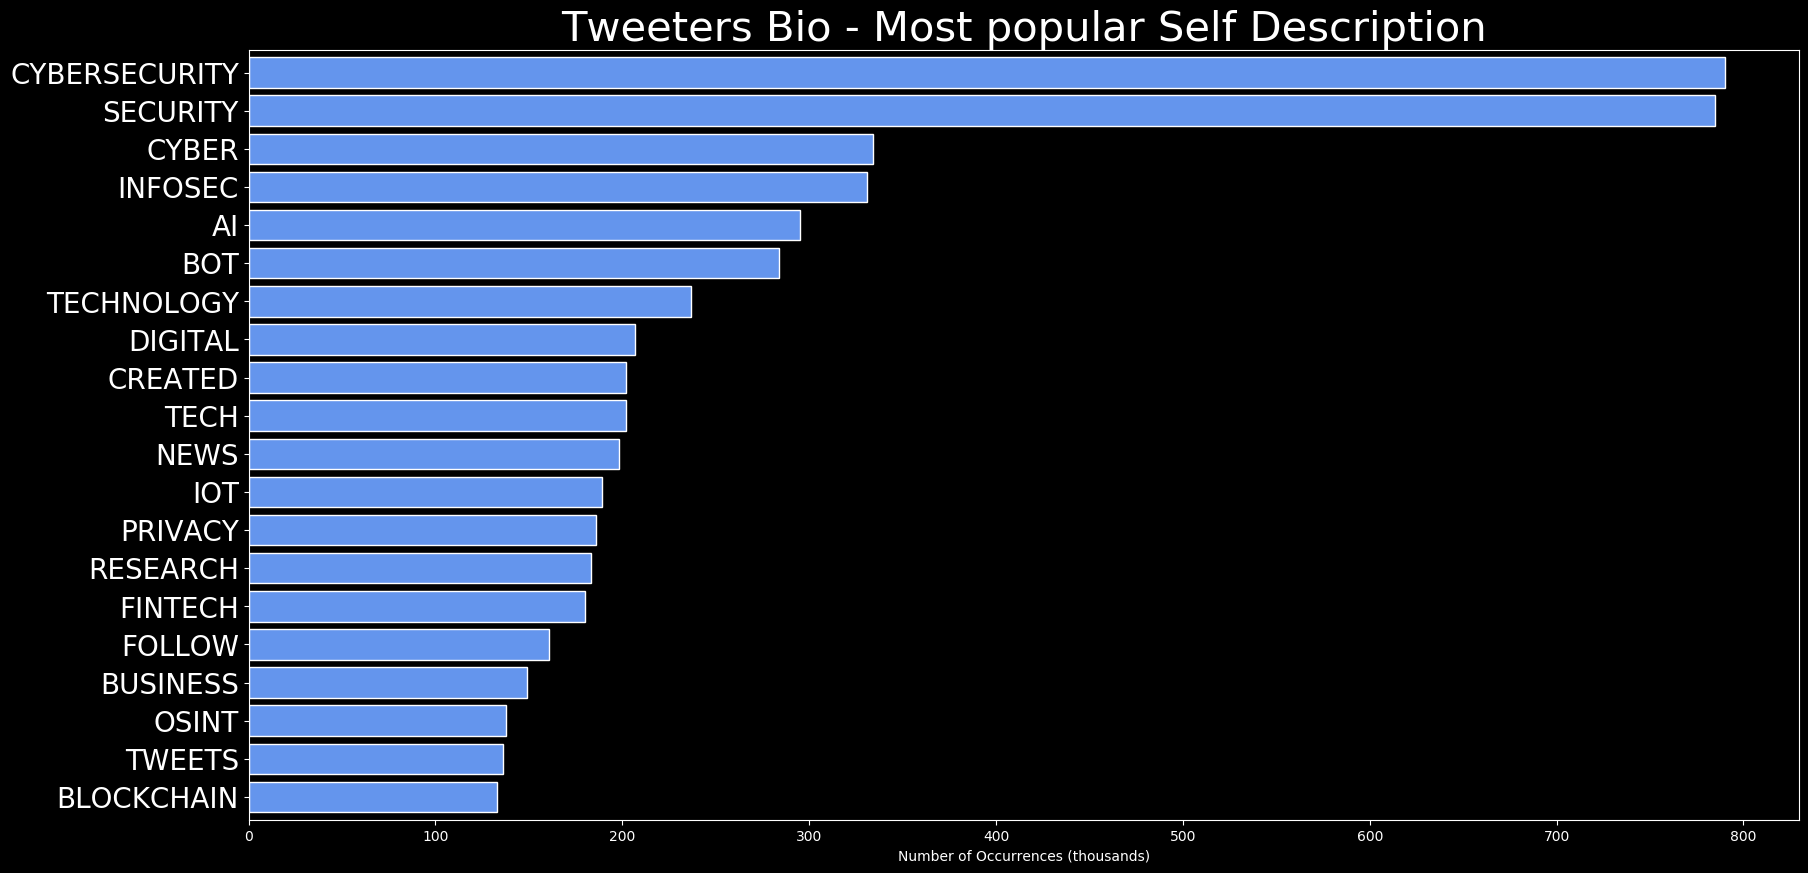 Tweeters Bio - Most popular Self Description
CYBERSECURITY
SECURITY
CYBER
INFOSEC
AI
BOT
TECHNOLOGY
DIGITAL
CREATED
TECH
NEWS
IOT
PRIVACY
RESEARCH
FINTECH
FOLLOW
BUSINESS
OSINT
TWEETS
BLOCKCHAIN
0 100 200 300 400 500 600 700 800
Number of Occurrences (thousands)